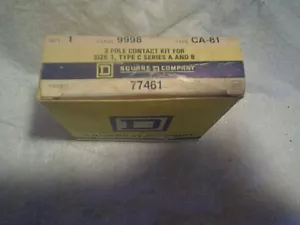 1 9998 CA-61
3 POLE CONTACT KIT FOR
SIZE 1, TYPE C SERIES A AND B
D SQUARE D COMPANY
77461
D